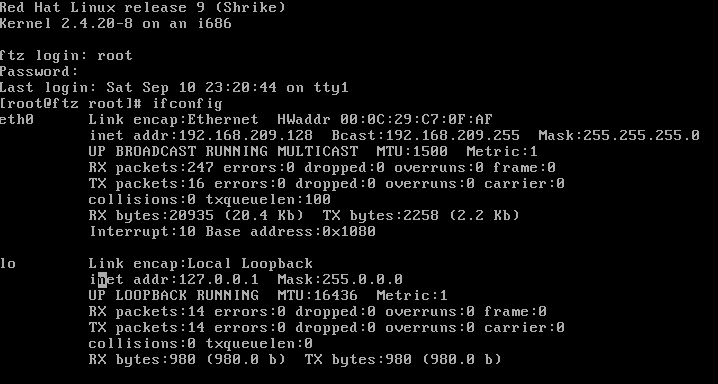 Red Hat Linux release 9 (Shrike)
Kernel 2.4.20-8 on an i686
ftz login: root
Password:
Last login: Sat Sep 10 23:20:44 on tty1
[root@ftz root]# ifconfig
eth0      Link encap:Ethernet  HWaddr 00:0C:29:C7:0F:AF
          inet addr:192.168.209.128  Bcast:192.168.209.255  Mask:255.255.255.0
          UP BROADCAST RUNNING MULTICAST  MTU:1500  Metric:1
          RX packets:247 errors:0 dropped:0 overruns:0 frame:0
          TX packets:16 errors:0 dropped:0 overruns:0 carrier:0
          collisions:0 txqueuelen:100
          RX bytes:20935 (20.4 Kb)  TX bytes:2258 (2.2 Kb)
          Interrupt:10 Base address:0x1080
lo        Link encap:Local Loopback
          inet addr:127.0.0.1  Mask:255.0.0.0
          UP LOOPBACK RUNNING  MTU:16436  Metric:1
          RX packets:14 errors:0 dropped:0 overruns:0 frame:0
          TX packets:14 errors:0 dropped:0 overruns:0 carrier:0
          collisions:0 txqueuelen:0
          RX bytes:980 (980.0 b)  TX bytes:980 (980.0 b)